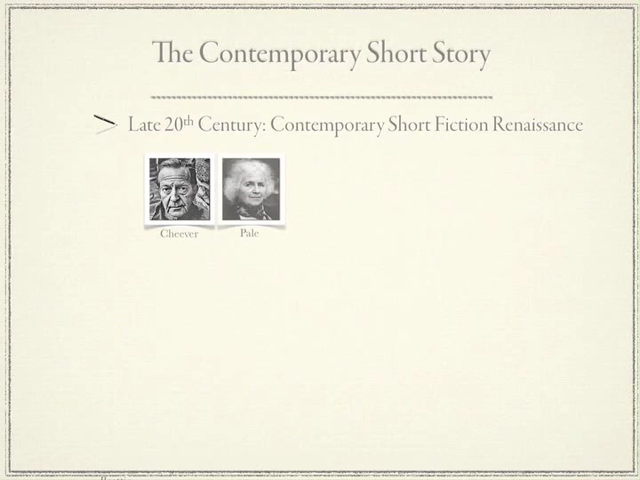 The Contemporary Short Story
Late 20th Century: Contemporary Short Fiction Renaissance
Cheever Pale